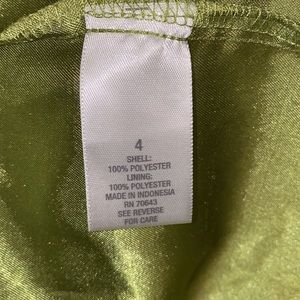 4
SHELL:
100% POLYESTER
LINING:
100% POLYESTER
MADE IN INDONESIA
RN 70643
SEE REVERSE
FOR CARE